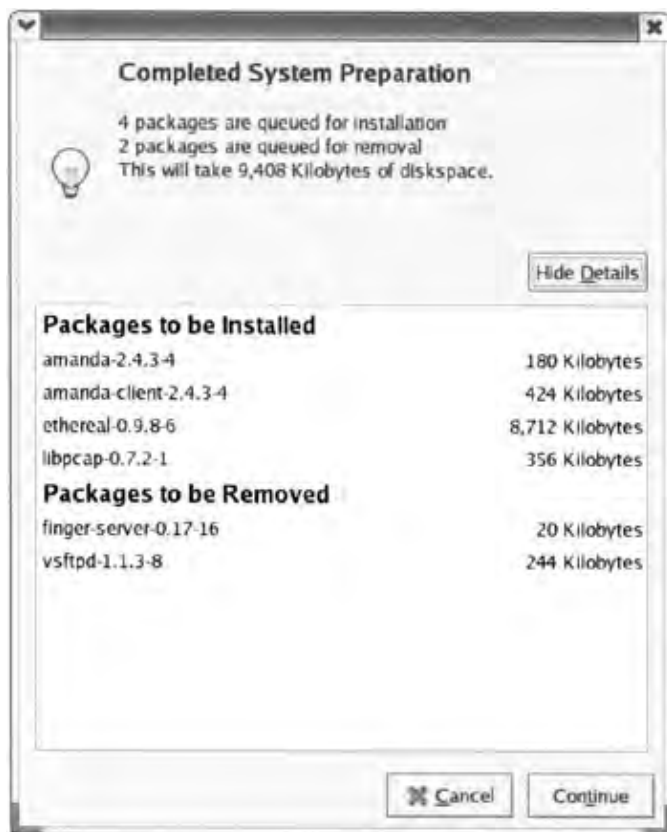 Completed System Preparation
4 packages are queued for installation
2 packages are queued for removal
This will take 9,408 Kilobytes of diskspace.
Hide Details
Packages to be Installed
amanda-2.4.3-4 180 Kilobytes
amanda-client-2.4.3-4 424 Kilobytes
ethereal-0.9.8-6 8,712 Kilobytes
libpcap-0.7.2-1 356 Kilobytes
Packages to be Removed
finger-server-0.17-16 20 Kilobytes
vsftpd-1.1.3-8 244 Kilobytes
Cancel Continue